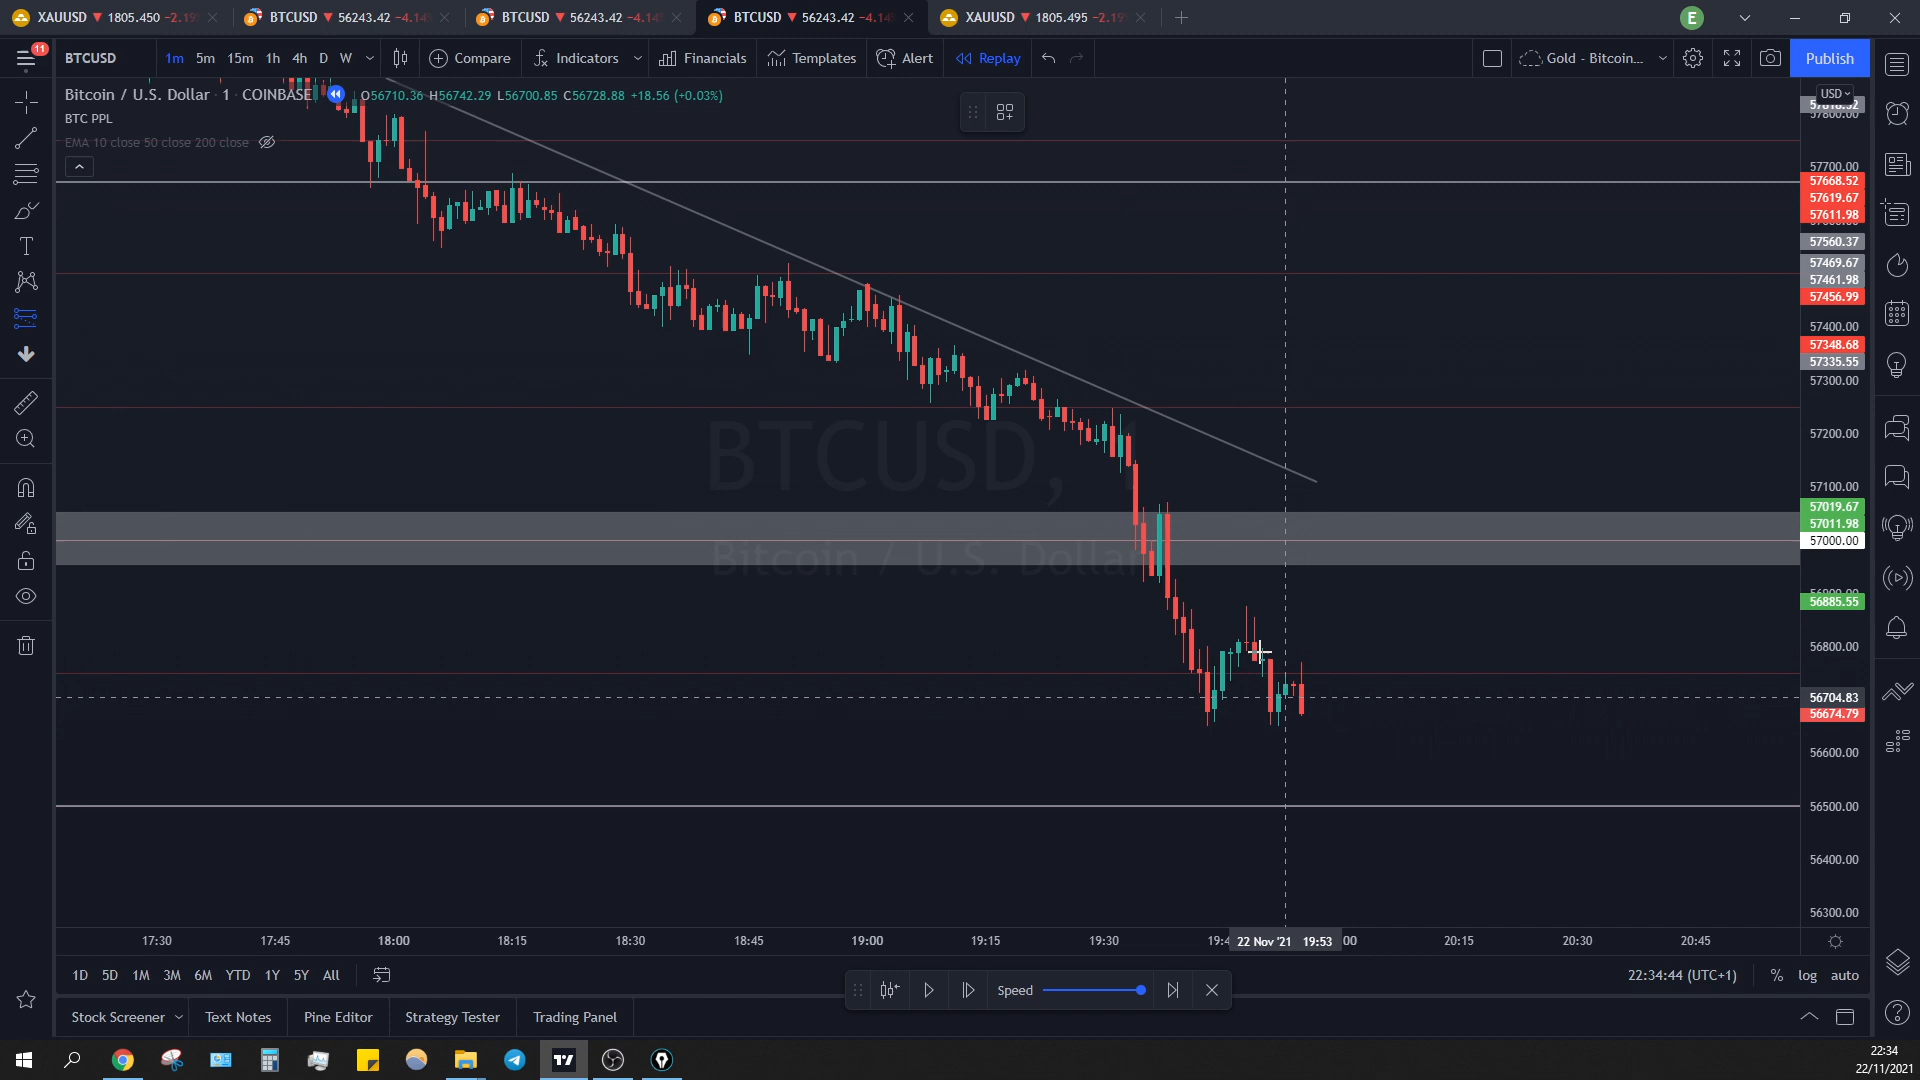 XAUUSD ▼ 1805.450 −2.19
BTCUSD ▼ 56243.42 −4.14
BTCUSD ▼ 56243.42 −4.14
BTCUSD ▼ 56243.42 −4.14
XAUUSD ▼ 1805.495 −2.19
E
11
BTCUSD 1m 5m 15m 1h 4h D W Compare Indicators Financials Templates Alert Replay Gold - Bitcoin... Publish
Bitcoin / U.S. Dollar · 1 · COINBASE O56710.36 H56742.29 L56700.85 C56728.88 +18.56 (+0.03%)
BTC PPL
EMA 10 close 50 close 200 close
USD
57800.00
57700.00
57668.52
57619.67
57611.98
57560.37
57469.67
57461.98
57456.99
57400.00
57348.68
57335.55
57300.00
57200.00
57100.00
57019.67
57011.98
57000.00
56885.55
56800.00
56704.83
56674.79
56600.00
56500.00
56400.00
56300.00
BTCUSD, 1
Bitcoin / U.S. Dollar
17:30 17:45 18:00 18:15 18:30 18:45 19:00 19:15 19:30 22 Nov '21 19:53 20:15 20:30 20:45
1D 5D 1M 3M 6M YTD 1Y 5Y All 22:34:44 (UTC+1) % log auto
Speed
Stock Screener Text Notes Pine Editor Strategy Tester Trading Panel
22:34
22/11/2021